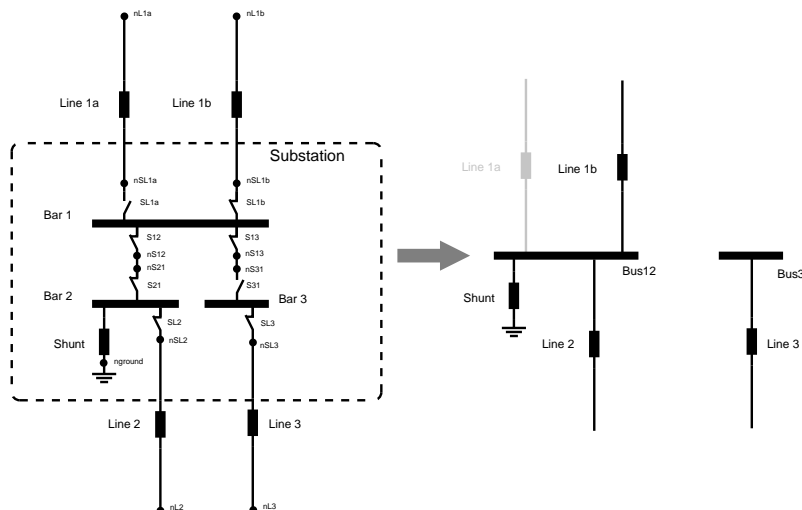 nL1a
nL1b
Line 1a
Line 1b
Substation
nSL1a
nSL1b
SL1a
SL1b
Bar 1
S12
S13
nS12
nS13
nS21
nS31
S21
S31
Bar 2
Bar 3
SL2
SL3
Shunt
nSL2
nSL3
nground
Line 2
Line 3
nL2
nL3
Line 1a
Line 1b
Bus12
Bus3
Shunt
Line 2
Line 3